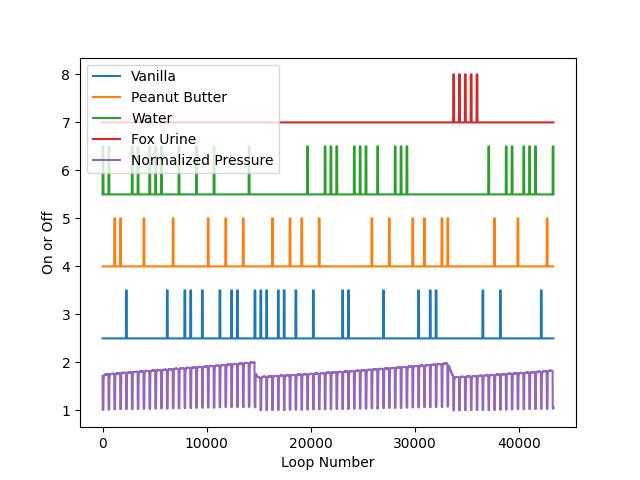 8
7
6
5
4
3
2
1
On or Off
Vanilla
Peanut Butter
Water
Fox Urine
Normalized Pressure
0 10000 20000 30000 40000
Loop Number